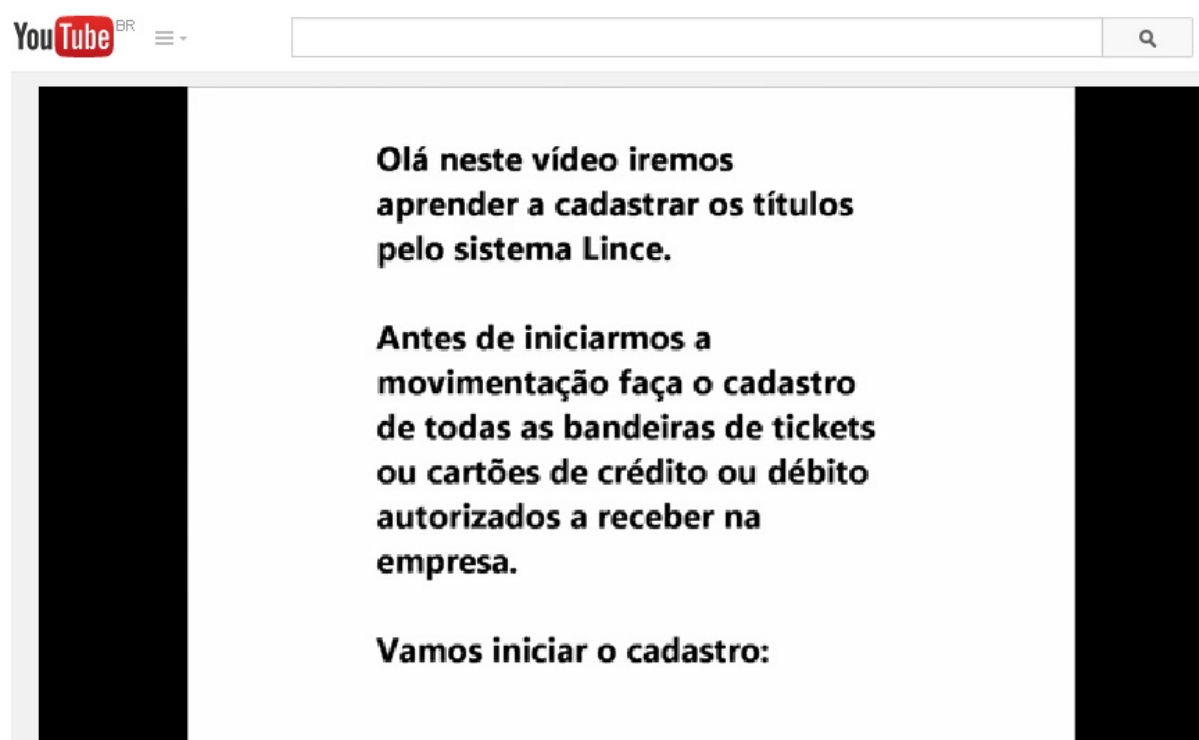 YouTube BR
Olá neste vídeo iremos
aprender a cadastrar os títulos
pelo sistema Lince.
Antes de iniciarmos a
movimentação faça o cadastro
de todas as bandeiras de tickets
ou cartões de crédito ou débito
autorizados a receber na
empresa.
Vamos iniciar o cadastro: